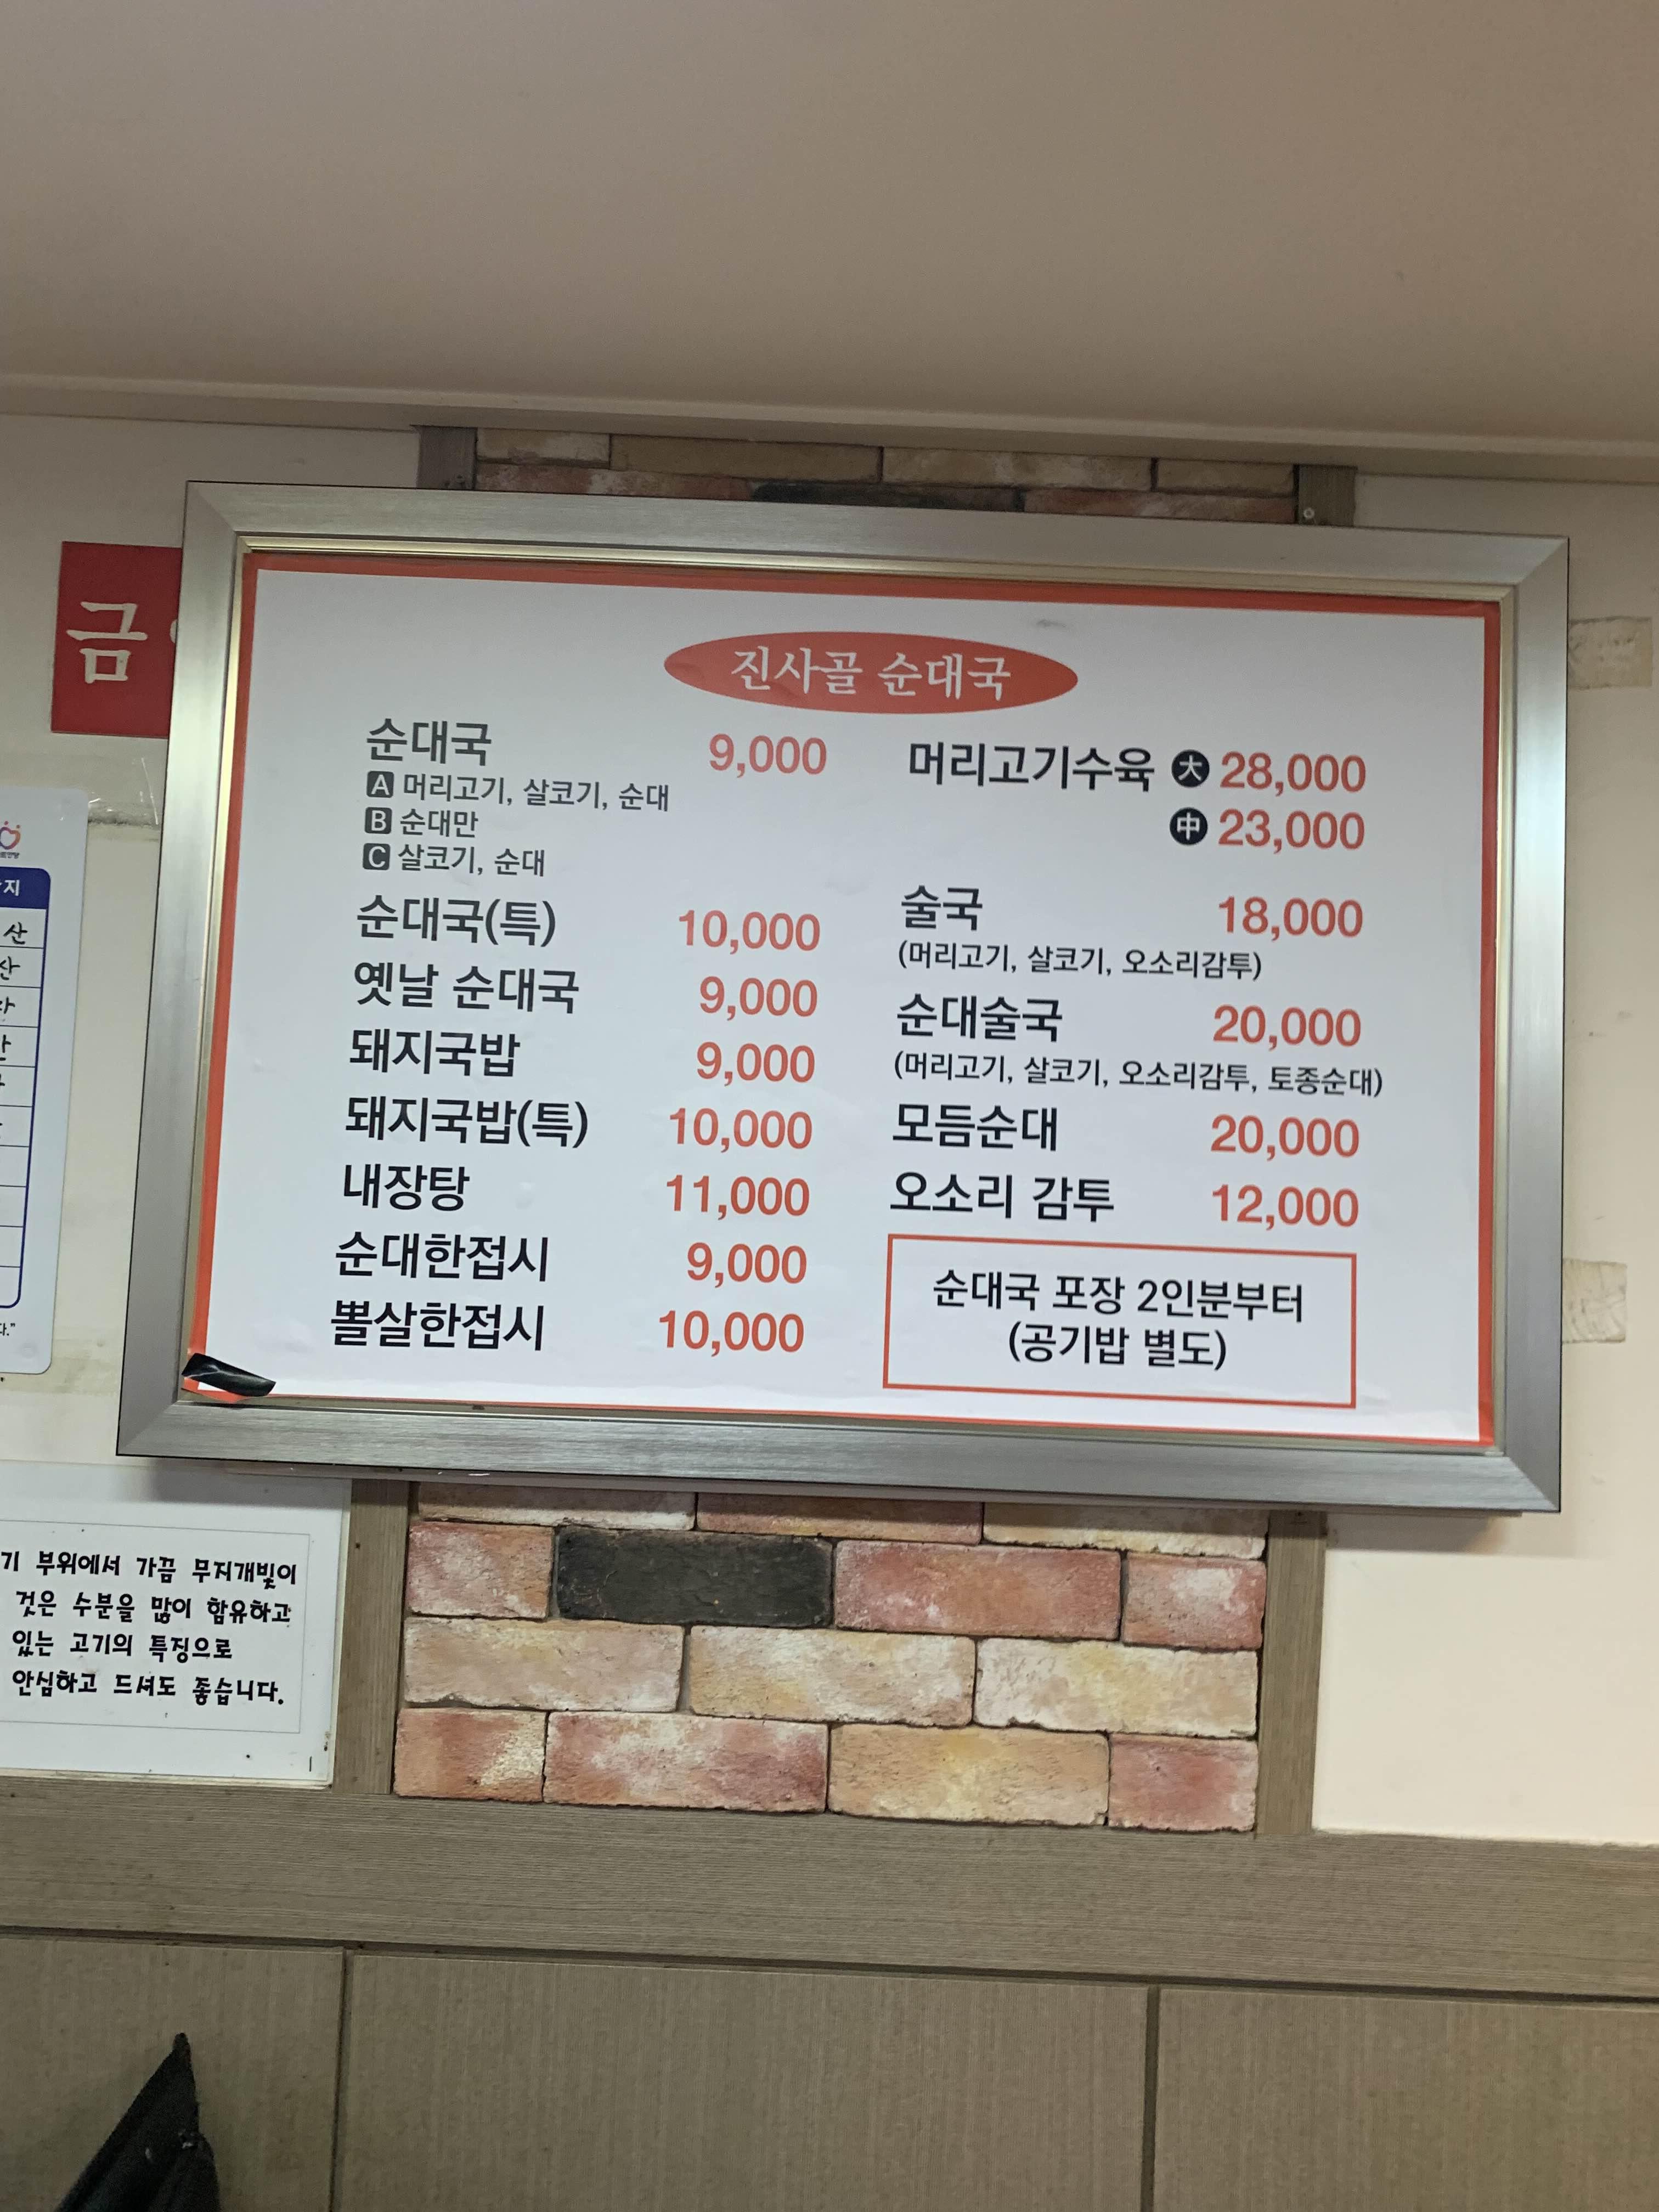 금
진사골 순대국
순대국 9,000
A 머리고기, 살코기, 순대
B 순대만
C 살코기, 순대
순대국(특) 10,000
옛날 순대국 9,000
돼지국밥 9,000
돼지국밥(특) 10,000
내장탕 11,000
순대한접시 9,000
뽈살한접시 10,000
머리고기수육 大 28,000
中 23,000
술국 18,000
(머리고기, 살코기, 오소리감투)
순대술국 20,000
(머리고기, 살코기, 오소리감투, 토종순대)
모듬순대 20,000
오소리 감투 12,000
순대국 포장 2인분부터
(공기밥 별도)
지
산
산
기 부위에서 가끔 무지개빛이
것은 수분을 많이 함유하고
있는 고기의 특징으로
안심하고 드셔도 좋습니다.